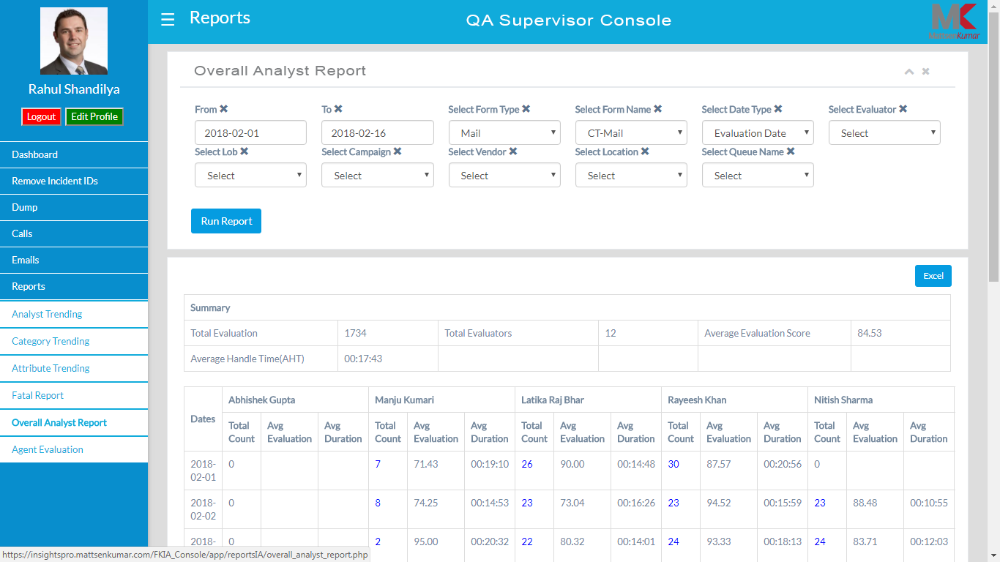 ☰ Reports
QA Supervisor Console
MK
MattsenKumar
Rahul Shandilya
Logout Edit Profile
Dashboard
Remove Incident IDs
Dump
Calls
Emails
Reports
Analyst Trending
Category Trending
Attribute Trending
Fatal Report
Overall Analyst Report
Agent Evaluation
Overall Analyst Report
From ✖ To ✖ Select Form Type ✖ Select Form Name ✖ Select Date Type ✖ Select Evaluator ✖
2018-02-01 2018-02-16 Mail CT-Mail Evaluation Date Select
Select Lob ✖ Select Campaign ✖ Select Vendor ✖ Select Location ✖ Select Queue Name ✖
Select Select Select Select Select
Run Report
Excel
Summary
Total Evaluation 1734 Total Evaluators 12 Average Evaluation Score 84.53
Average Handle Time(AHT) 00:17:43
Dates Abhishek Gupta Manju Kumari Latika Raj Bhar Rayeesh Khan Nitish Sharma
Total Avg Avg Total Avg Avg Total Avg Avg Total Avg Avg Total Avg Avg
Count Evaluation Duration Count Evaluation Duration Count Evaluation Duration Count Evaluation Duration Count Evaluation Duration
2018- 0 7 71.43 00:19:10 26 90.00 00:14:48 30 87.57 00:20:56 0
02-01
2018- 0 8 74.25 00:14:53 23 73.04 00:16:26 23 94.52 00:15:59 23 88.48 00:10:55
02-02
2018- 0 2 95.00 00:20:32 22 80.32 00:14:01 24 93.33 00:18:13 24 83.71 00:12:03
https://insightspro.mattsenkumar.com/FKIA_Console/app/reportsIA/overall_analyst_report.php